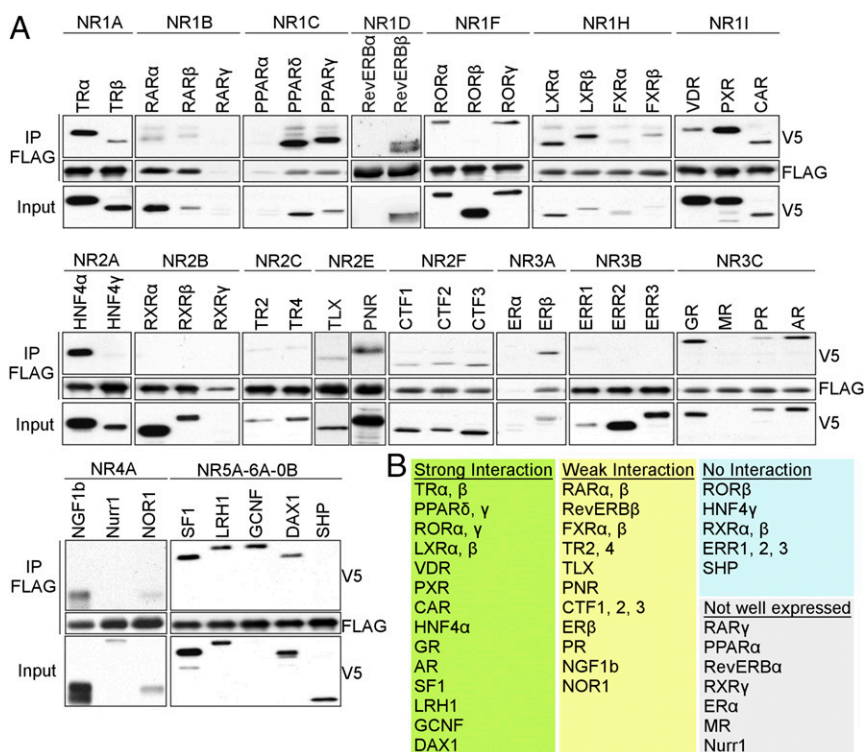 A
NR1A NR1B NR1C NR1D NR1F NR1H NR1I
TRα TRβ RARα RARβ RARγ PPARα PPARδ PPARγ RevERBα RevERBβ RORα RORβ RORγ LXRα LXRβ FXRα FXRβ VDR PXR CAR
IP FLAG V5
FLAG
Input V5
NR2A NR2B NR2C NR2E NR2F NR3A NR3B NR3C
HNF4α HNF4γ RXRα RXRβ RXRγ TR2 TR4 TLX PNR CTF1 CTF2 CTF3 ERα ERβ ERR1 ERR2 ERR3 GR MR PR AR
IP FLAG V5
FLAG
Input V5
NR4A NR5A-6A-0B
NGF1b Nurr1 NOR1 SF1 LRH1 GCNF DAX1 SHP
IP FLAG V5
FLAG
Input V5
B
Strong Interaction
TRα, β
PPARδ, γ
RORα, γ
LXRα, β
VDR
PXR
CAR
HNF4α
GR
AR
SF1
LRH1
GCNF
DAX1
Weak Interaction
RARα, β
RevERBβ
FXRα, β
TR2, 4
TLX
PNR
CTF1, 2, 3
ERβ
PR
NGF1b
NOR1
No Interaction
RORβ
HNF4γ
RXRα, β
ERR1, 2, 3
SHP
Not well expressed
RARγ
PPARα
RevERBα
RXRγ
ERα
MR
Nurr1